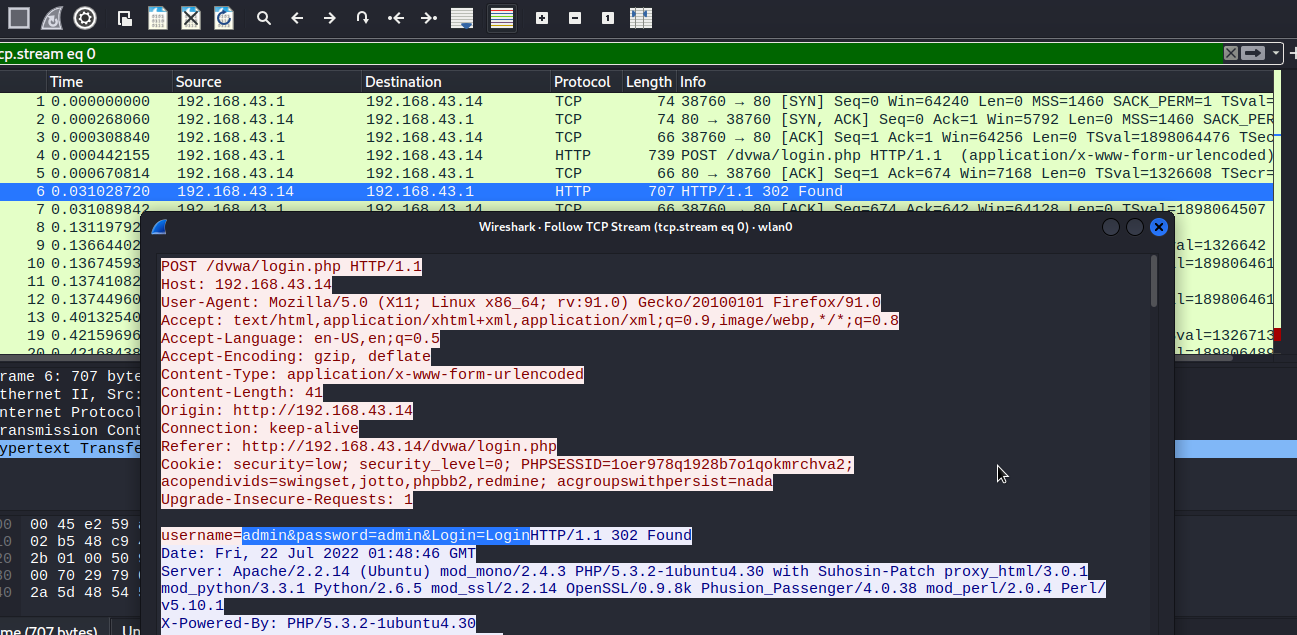 cp.stream eq 0
Time Source Destination Protocol Length Info
1 0.000000000 192.168.43.1 192.168.43.14 TCP 74 38760 → 80 [SYN] Seq=0 Win=64240 Len=0 MSS=1460 SACK_PERM=1 TSval=
2 0.000268060 192.168.43.14 192.168.43.1 TCP 74 80 → 38760 [SYN, ACK] Seq=0 Ack=1 Win=5792 Len=0 MSS=1460 SACK_PER
3 0.000308840 192.168.43.1 192.168.43.14 TCP 66 38760 → 80 [ACK] Seq=1 Ack=1 Win=64256 Len=0 TSval=1898064476 TSec
4 0.000442155 192.168.43.1 192.168.43.14 HTTP 739 POST /dvwa/login.php HTTP/1.1 (application/x-www-form-urlencoded)
5 0.000670814 192.168.43.14 192.168.43.1 TCP 66 80 → 38760 [ACK] Seq=1 Ack=674 Win=7168 Len=0 TSval=1326608 TSecr=
6 0.031028720 192.168.43.14 192.168.43.1 HTTP 707 HTTP/1.1 302 Found
7 0.031089842 192.168.43.1 192.168.43.14 TCP 66 38760 → 80 [ACK] Seq=674 Ack=642 Win=64128 Len=0 TSval=1898064507
8 0.13119792
9 0.13664402 al=1326642
10 0.13674593 l=189806461
11 0.13741082
12 0.13744960 l=189806461
13 0.40132540
19 0.42159696 val=1326713
20 0.42168438 l=189806489
Wireshark · Follow TCP Stream (tcp.stream eq 0) · wlan0
POST /dvwa/login.php HTTP/1.1
Host: 192.168.43.14
User-Agent: Mozilla/5.0 (X11; Linux x86_64; rv:91.0) Gecko/20100101 Firefox/91.0
Accept: text/html,application/xhtml+xml,application/xml;q=0.9,image/webp,*/*;q=0.8
Accept-Language: en-US,en;q=0.5
Accept-Encoding: gzip, deflate
Content-Type: application/x-www-form-urlencoded
Content-Length: 41
Origin: http://192.168.43.14
Connection: keep-alive
Referer: http://192.168.43.14/dvwa/login.php
Cookie: security=low; security_level=0; PHPSESSID=1oer978q1928b7o1qokmrchva2;
acopendivids=swingset,jotto,phpbb2,redmine; acgroupswithpersist=nada
Upgrade-Insecure-Requests: 1
username=admin&password=admin&Login=LoginHTTP/1.1 302 Found
Date: Fri, 22 Jul 2022 01:48:46 GMT
Server: Apache/2.2.14 (Ubuntu) mod_mono/2.4.3 PHP/5.3.2-1ubuntu4.30 with Suhosin-Patch proxy_html/3.0.1
mod_python/3.3.1 Python/2.6.5 mod_ssl/2.2.14 OpenSSL/0.9.8k Phusion_Passenger/4.0.38 mod_perl/2.0.4 Perl/
v5.10.1
X-Powered-By: PHP/5.3.2-1ubuntu4.30
rame 6: 707 byte
thernet II, Src:
nternet Protocol
ransmission Cont
ypertext Transfe
00 00 45 e2 59
10 02 b5 48 c9
20 2b 01 00 50
30 00 70 29 79
40 2a 5d 48 54
me (707 bytes) Un